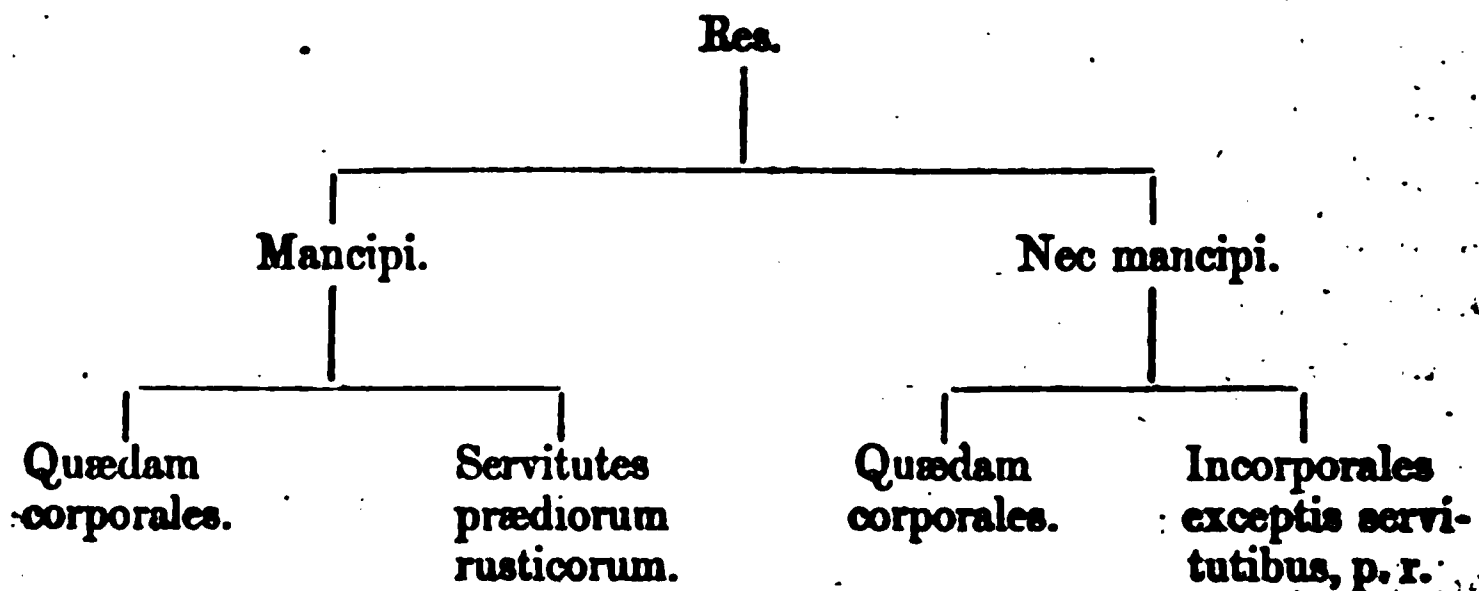 Res.
Mancipi.
Nec mancipi.
Quædam
corporales.
Servitutes
prædiorum
rusticorum.
Quædam
corporales.
Incorporales
exceptis servi-
tutibus, p. r.